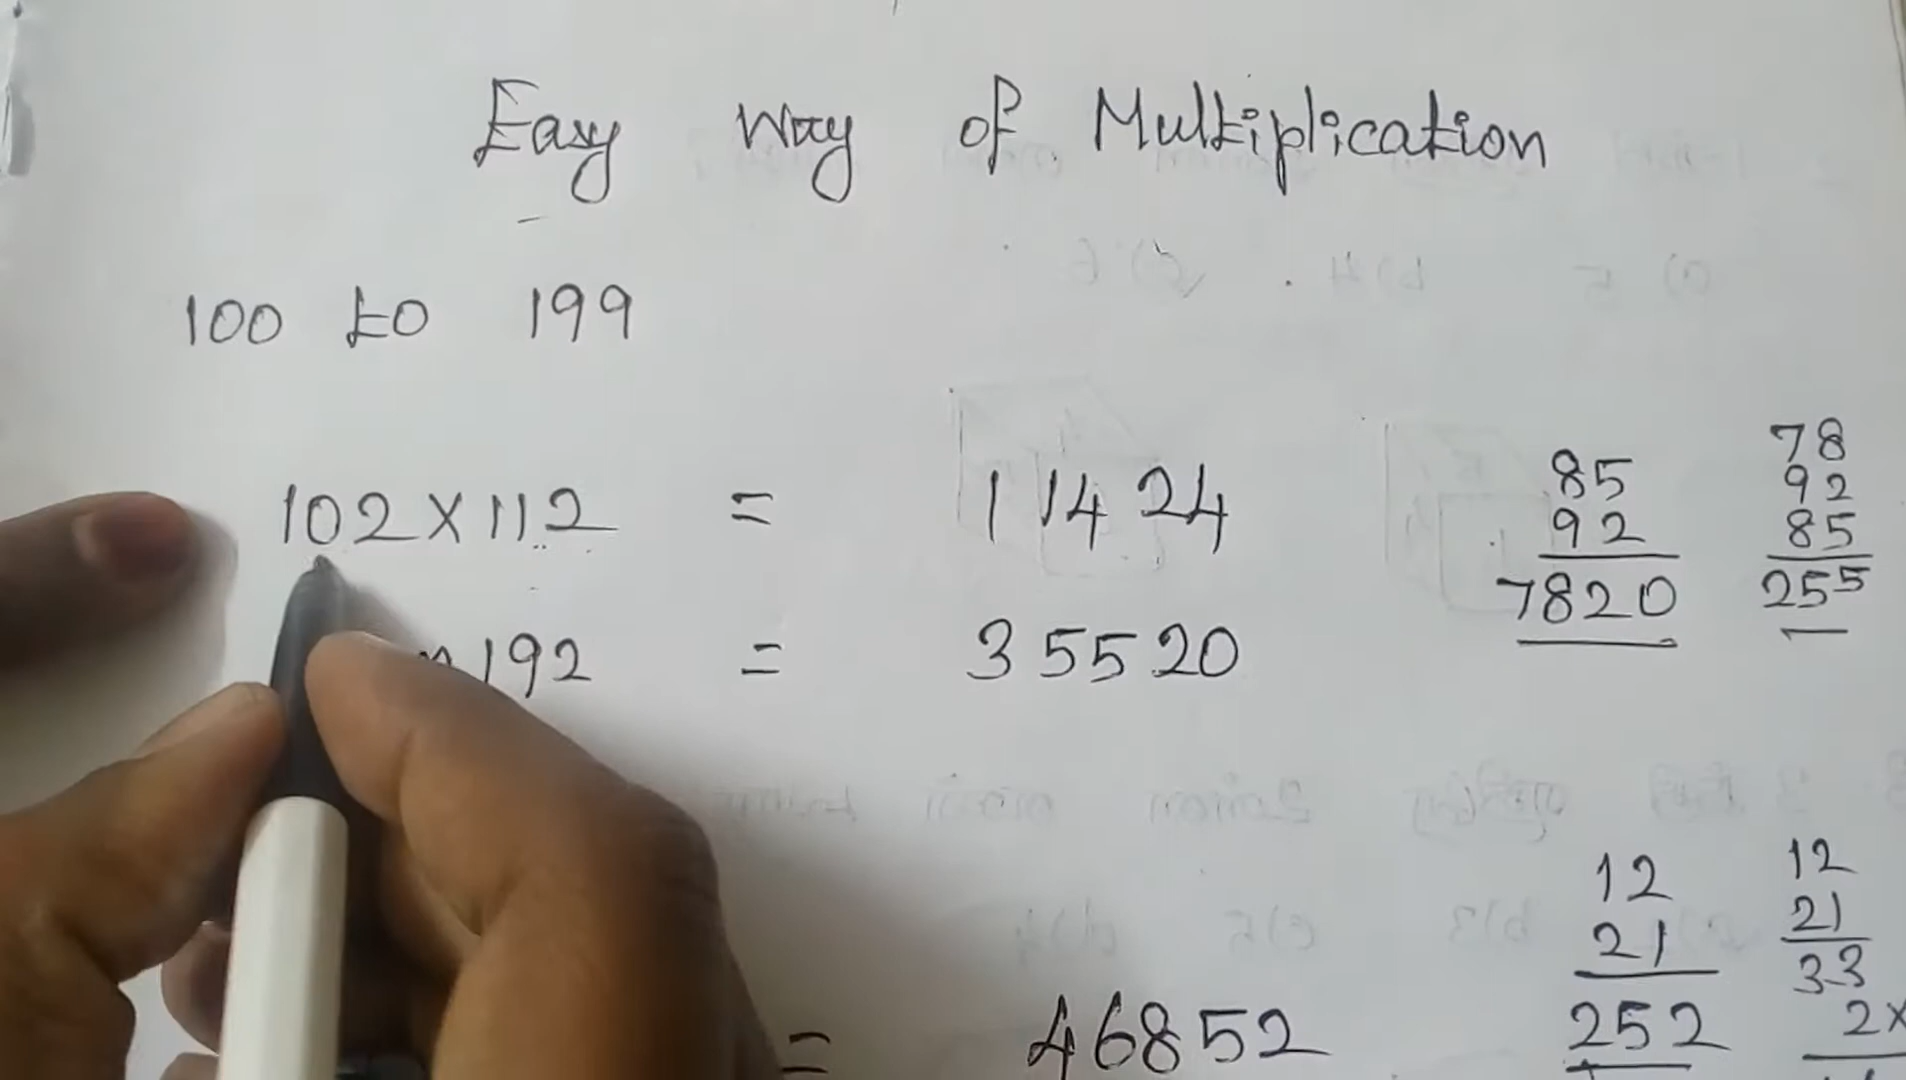 Easy Way of Multiplication
100 to 199
102 X 112 = 11424
192 = 35520
= 46852
85
92
7820
78
92
85
255
12
21
252
12
21
33
2x